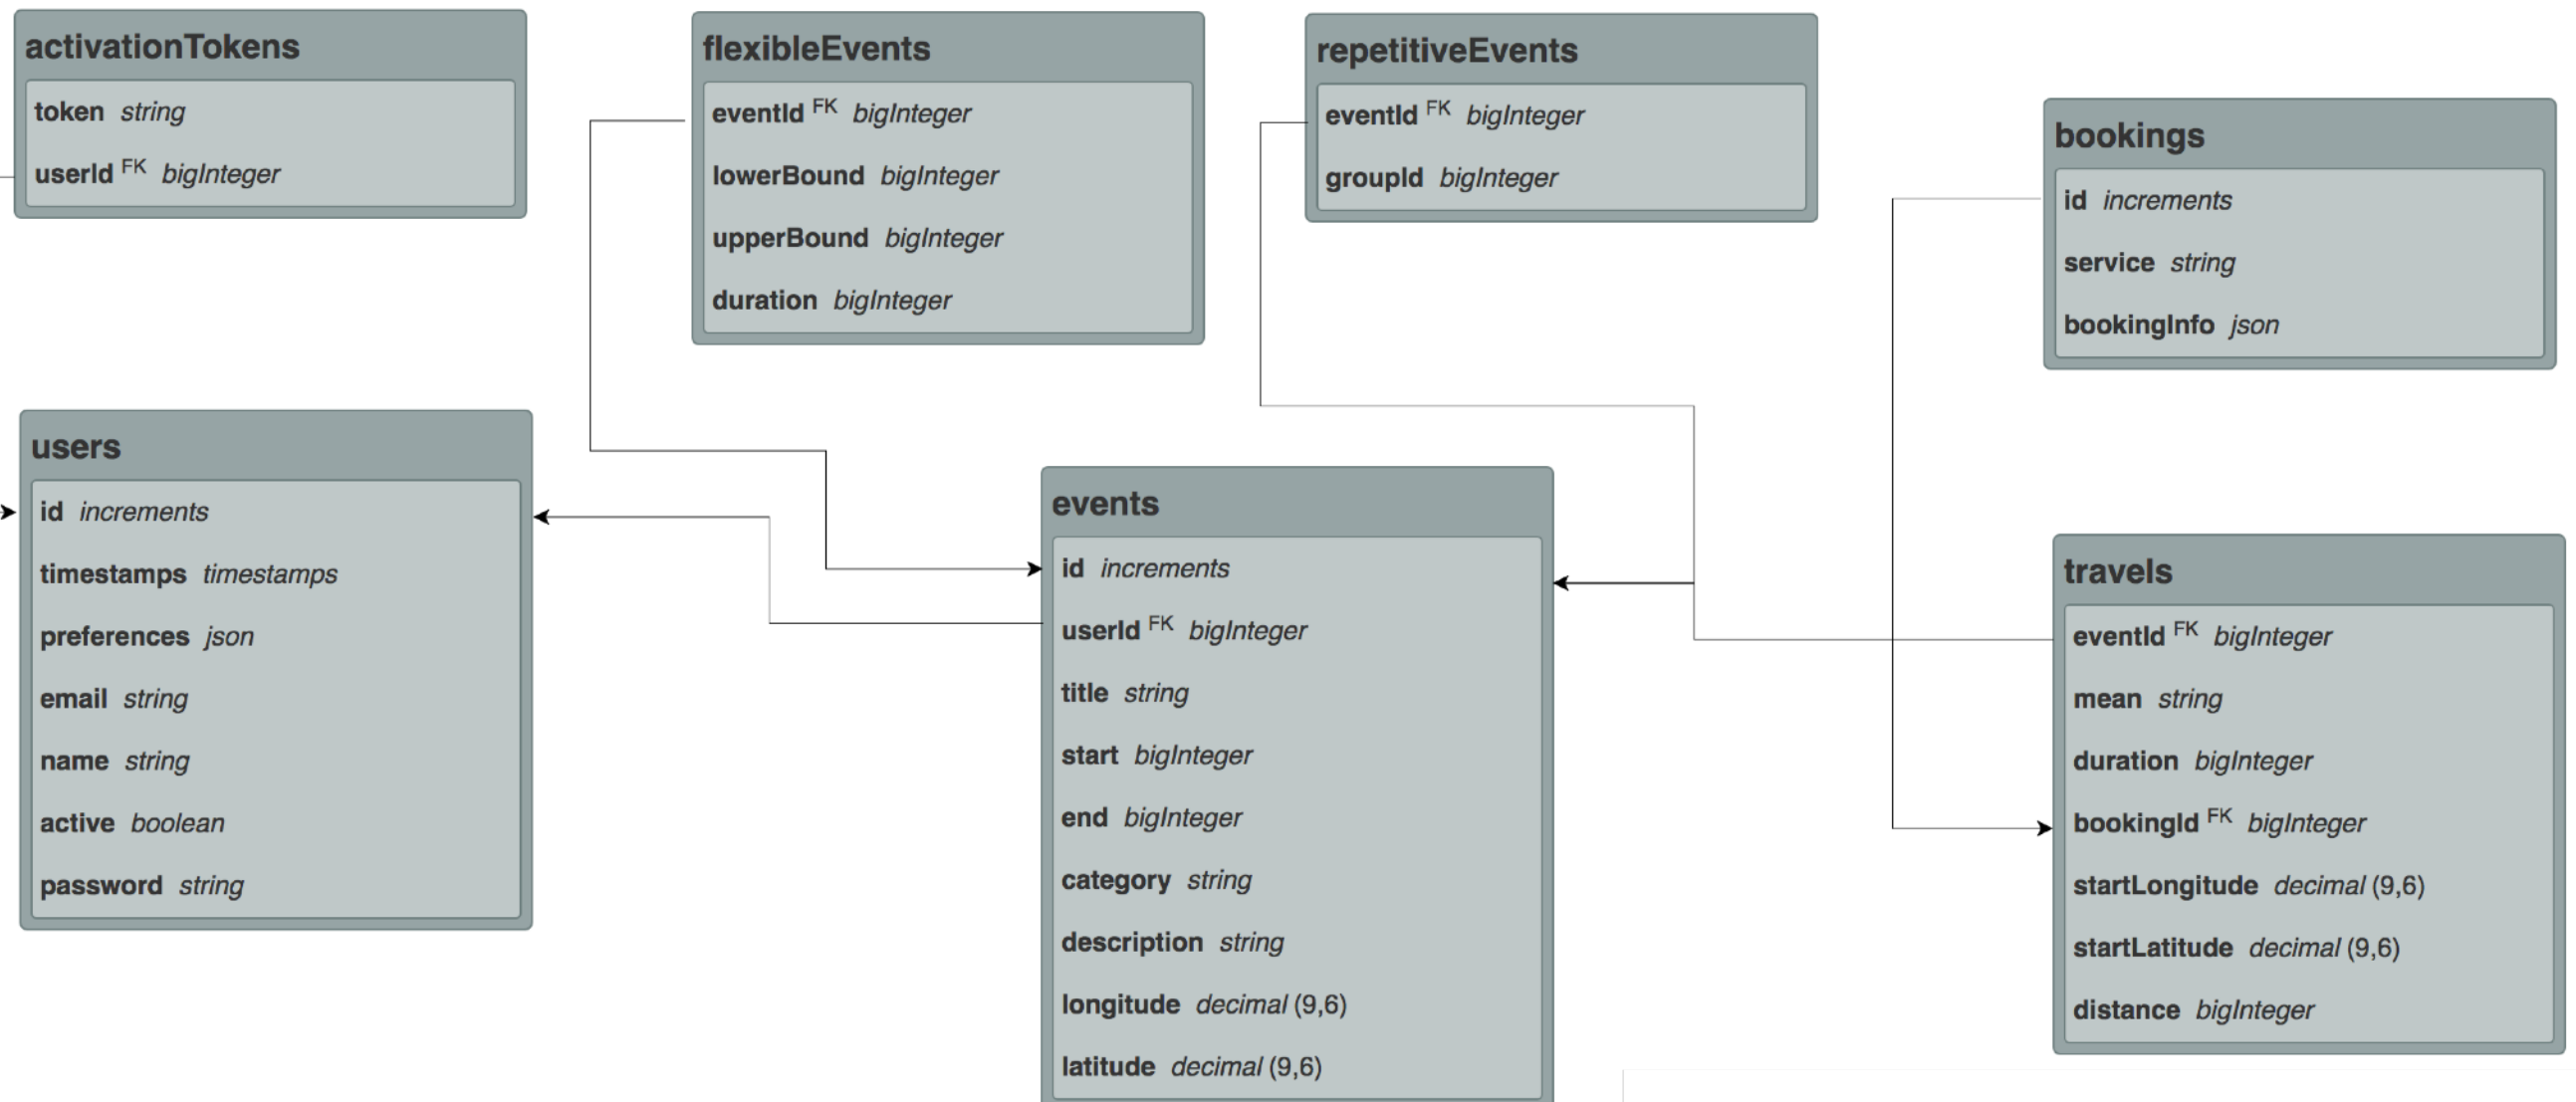 activationTokens
token string
userId FK bigInteger
flexibleEvents
eventId FK bigInteger
lowerBound bigInteger
upperBound bigInteger
duration bigInteger
repetitiveEvents
eventId FK bigInteger
groupId bigInteger
bookings
id increments
service string
bookingInfo json
users
id increments
timestamps timestamps
preferences json
email string
name string
active boolean
password string
events
id increments
userId FK bigInteger
title string
start bigInteger
end bigInteger
category string
description string
longitude decimal (9,6)
latitude decimal (9,6)
travels
eventId FK bigInteger
mean string
duration bigInteger
bookingId FK bigInteger
startLongitude decimal (9,6)
startLatitude decimal (9,6)
distance bigInteger